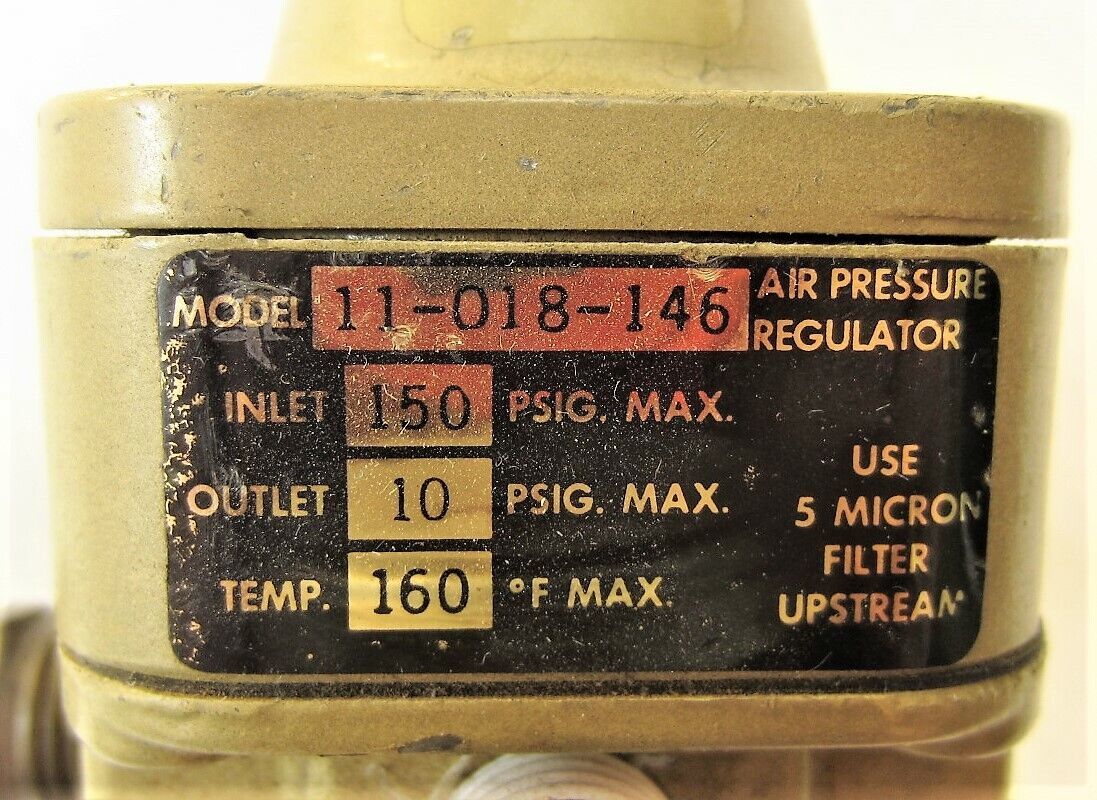 MODEL 11-018-146 AIR PRESSURE
REGULATOR
INLET 150 PSIG. MAX.
OUTLET 10 PSIG. MAX.
TEMP. 160 °F MAX.
USE
5 MICRON
FILTER
UPSTREAM